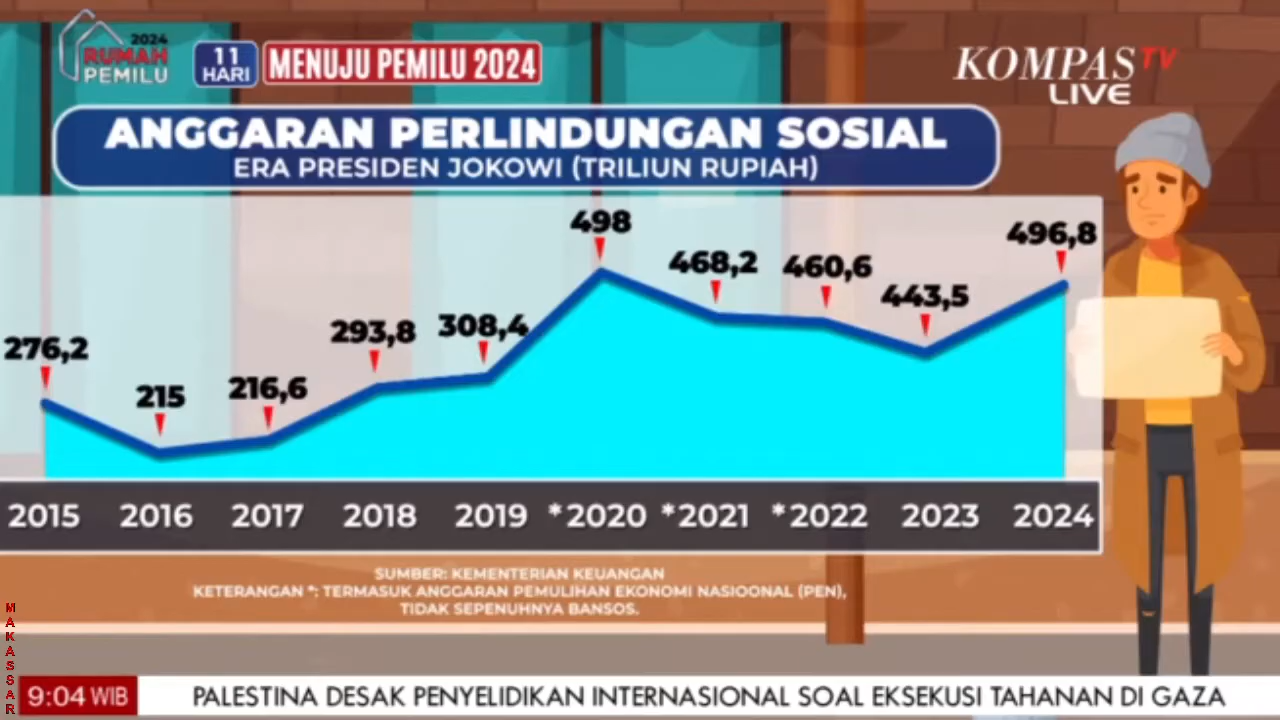 2024
RUMAH
PEMILU
11
HARI
MENUJU PEMILU 2024
KOMPAS TV
LIVE
ANGGARAN PERLINDUNGAN SOSIAL
ERA PRESIDEN JOKOWI (TRILIUN RUPIAH)
276,2
215
216,6
293,8
308,4
498
468,2
460,6
443,5
496,8
2015 2016 2017 2018 2019 *2020 *2021 *2022 2023 2024
SUMBER: KEMENTERIAN KEUANGAN
KETERANGAN *: TERMASUK ANGGARAN PEMULIHAN EKONOMI NASIOONAL (PEN),
TIDAK SEPENUHNYA BANSOS.
MAKASSAR
9:04 WIB
PALESTINA DESAK PENYELIDIKAN INTERNASIONAL SOAL EKSEKUSI TAHANAN DI GAZA